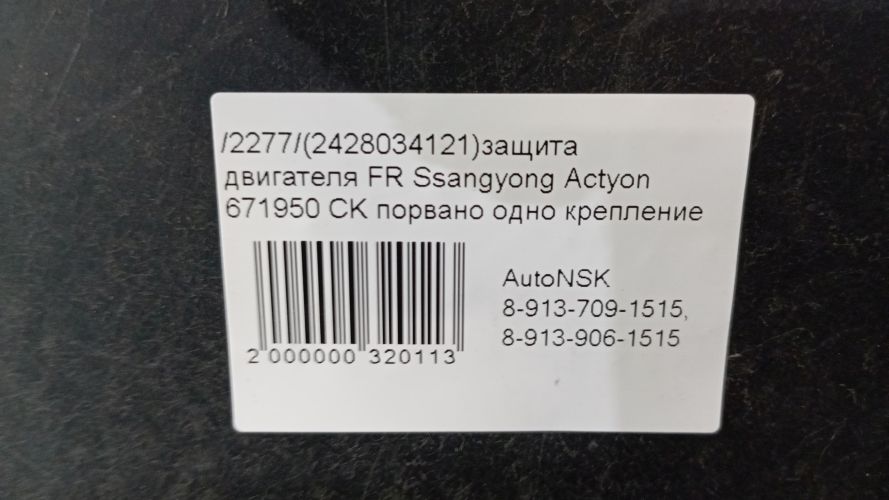 /2277/(2428034121)защита
двигателя FR Ssangyong Actyon
671950 CK порвано одно крепление
AutoNSK
8-913-709-1515,
8-913-906-1515
2 000000 320113